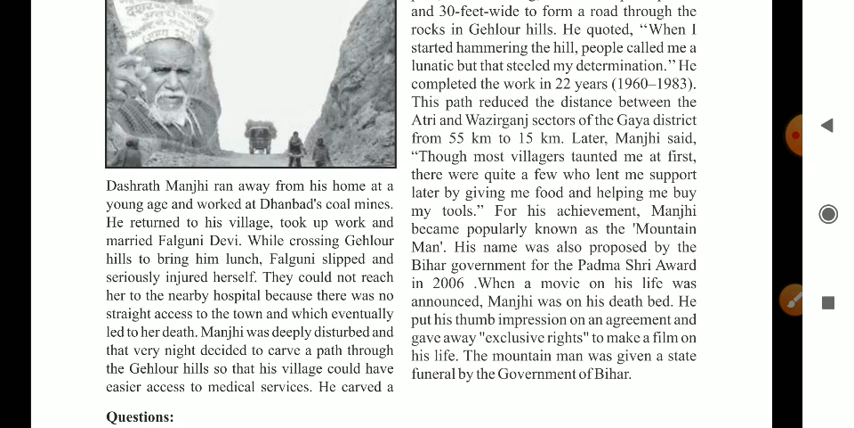 Dashrath Manjhi ran away from his home at a
young age and worked at Dhanbad's coal mines.
He returned to his village, took up work and
married Falguni Devi. While crossing Gehlour
hills to bring him lunch, Falguni slipped and
seriously injured herself. They could not reach
her to the nearby hospital because there was no
straight access to the town and which eventually
led to her death. Manjhi was deeply disturbed and
that very night decided to carve a path through
the Gehlour hills so that his village could have
easier access to medical services. He carved a
and 30-feet-wide to form a road through the
rocks in Gehlour hills. He quoted, “When I
started hammering the hill, people called me a
lunatic but that steeled my determination.” He
completed the work in 22 years (1960–1983).
This path reduced the distance between the
Atri and Wazirganj sectors of the Gaya district
from 55 km to 15 km. Later, Manjhi said,
“Though most villagers taunted me at first,
there were quite a few who lent me support
later by giving me food and helping me buy
my tools.” For his achievement, Manjhi
became popularly known as the 'Mountain
Man'. His name was also proposed by the
Bihar government for the Padma Shri Award
in 2006 .When a movie on his life was
announced, Manjhi was on his death bed. He
put his thumb impression on an agreement and
gave away "exclusive rights" to make a film on
his life. The mountain man was given a state
funeral by the Government of Bihar.
Questions: